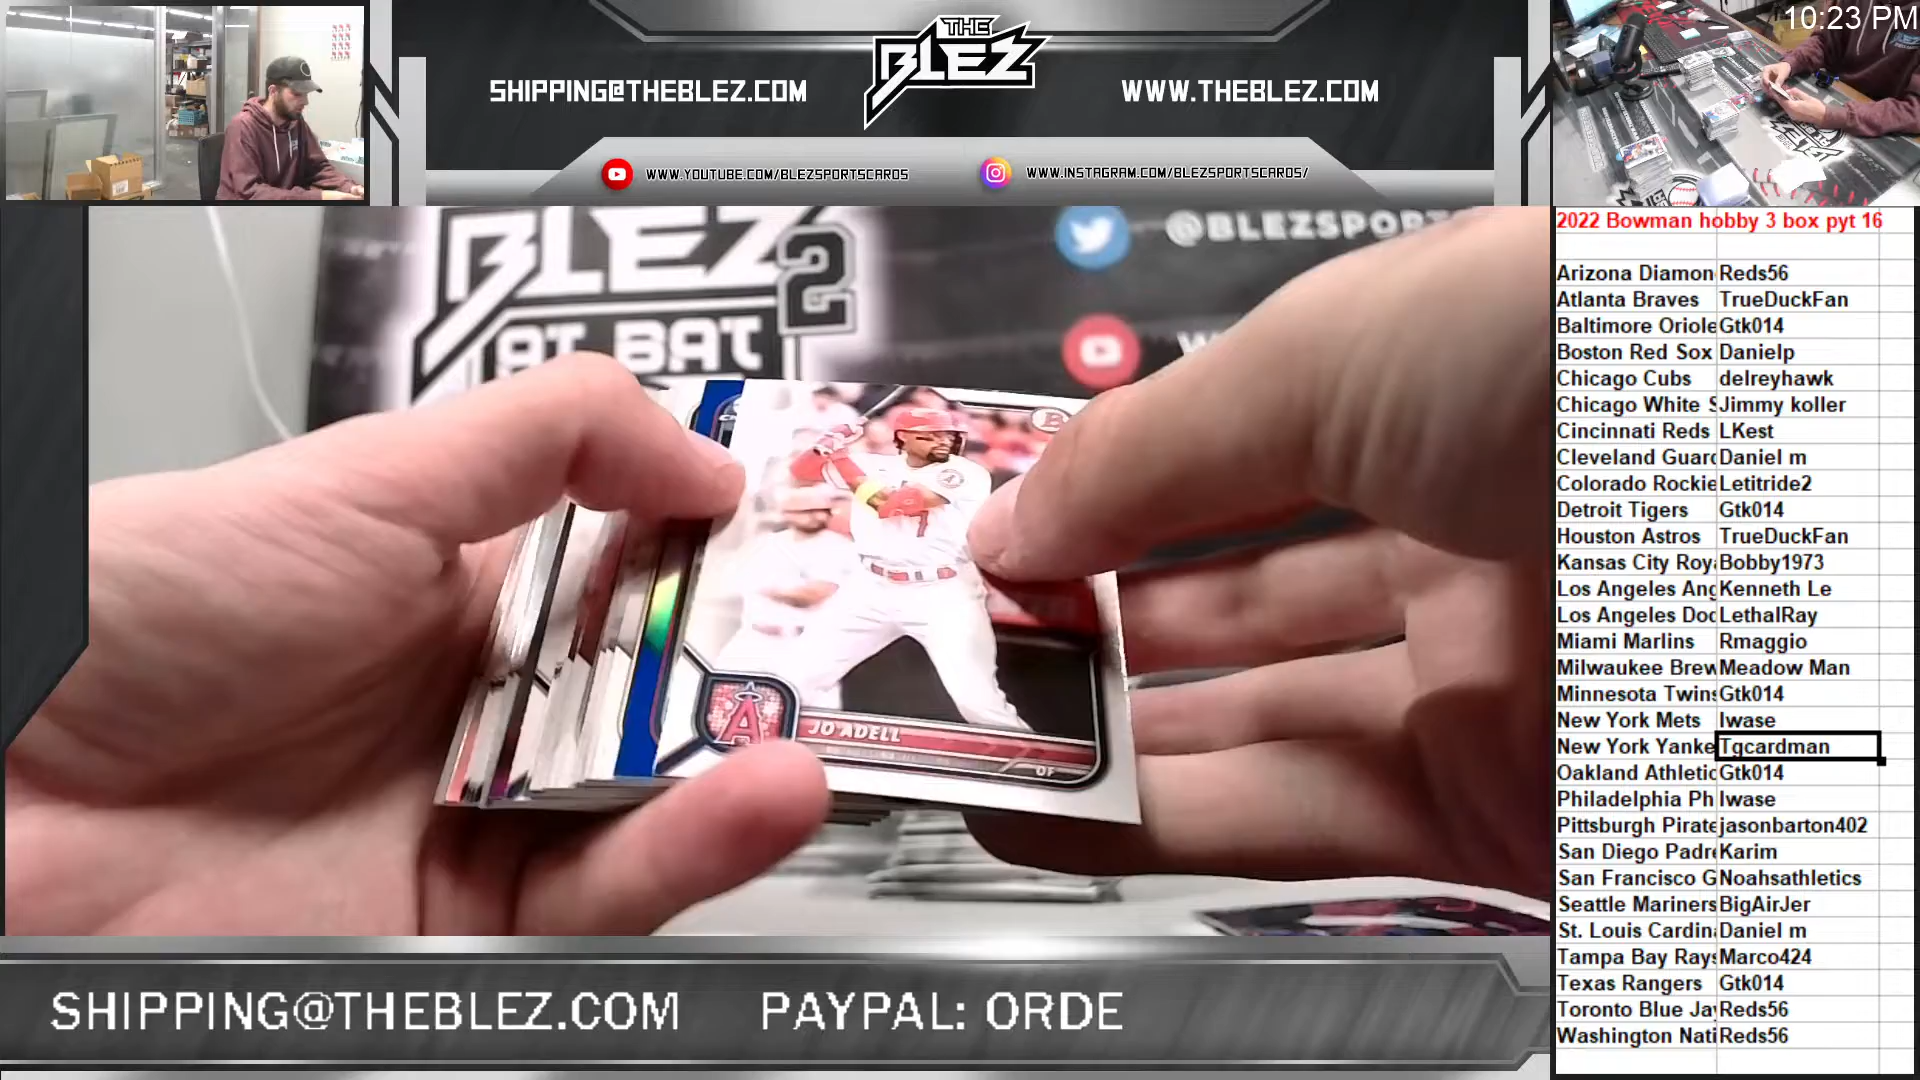 10:23 PM
THE
BLEZ
SHIPPING@THEBLEZ.COM
WWW.THEBLEZ.COM
WWW.YOUTUBE.COM/BLEZSPORTSCARDS
WWW.INSTAGRAM.COM/BLEZSPORTSCARDS/
BLEZ
2
AT BAT
@BLEZSPORT
JO ADELL
OF
2022 Bowman hobby 3 box pyt 16
Arizona Diamon Reds56
Atlanta Braves TrueDuckFan
Baltimore Oriole Gtk014
Boston Red Sox Danielp
Chicago Cubs delreyhawk
Chicago White S Jimmy koller
Cincinnati Reds LKest
Cleveland Guard Daniel m
Colorado Rockie Letitride2
Detroit Tigers Gtk014
Houston Astros TrueDuckFan
Kansas City Roya Bobby1973
Los Angeles Ang Kenneth Le
Los Angeles Dod LethalRay
Miami Marlins Rmaggio
Milwaukee Brew Meadow Man
Minnesota Twins Gtk014
New York Mets Iwase
New York Yanke Tgcardman
Oakland Athletic Gtk014
Philadelphia Ph Iwase
Pittsburgh Pirate jasonbarton402
San Diego Padre Karim
San Francisco G Noahsathletics
Seattle Mariners BigAirJer
St. Louis Cardina Daniel m
Tampa Bay Rays Marco424
Texas Rangers Gtk014
Toronto Blue Jay Reds56
Washington Nati Reds56
SHIPPING@THEBLEZ.COM PAYPAL: ORDE